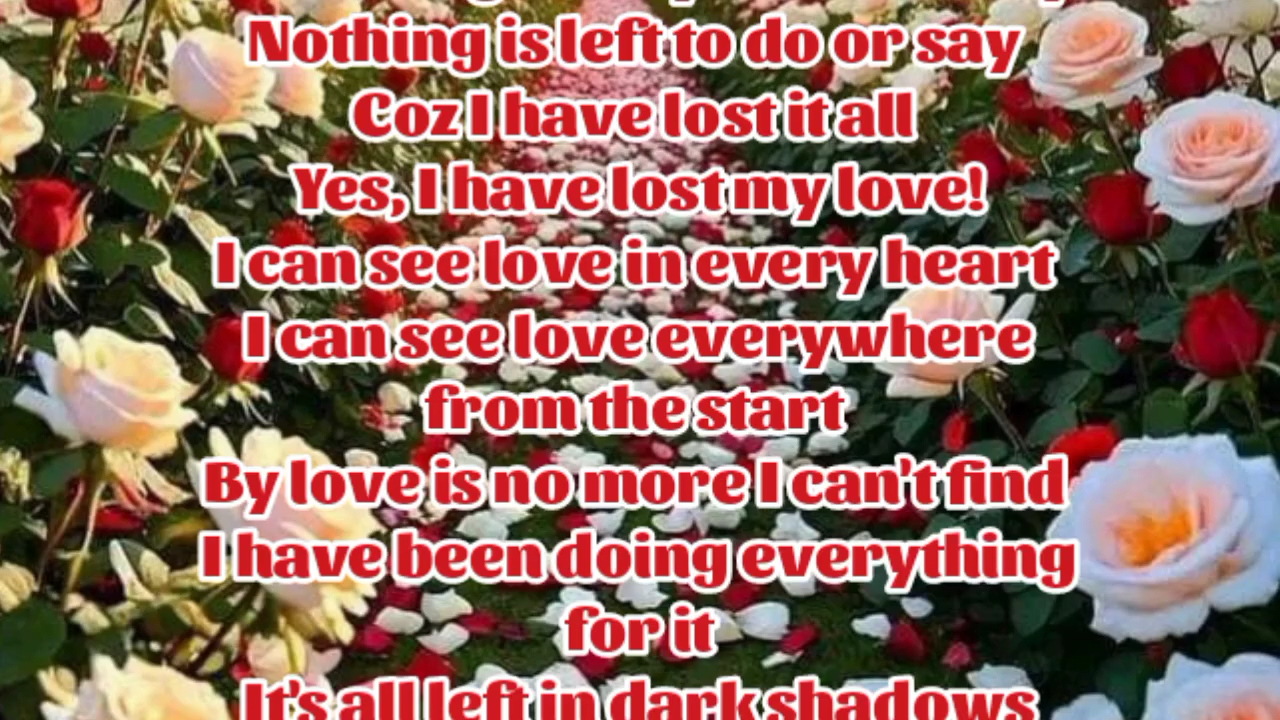 Nothing is left to do or say
Coz I have lost it all
Yes, I have lost my love!
I can see love in every heart
I can see love everywhere
from the start
By love is no more I can't find
I have been doing everything
for it
It's all left in dark shadows